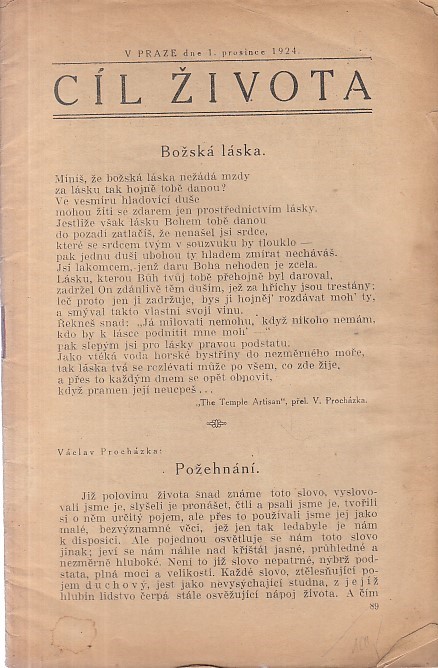 V PRAZE dne 1. prosince 1924.
CÍL ŽIVOTA
Božská láska.
Míníš, že božská láska nežádá mzdy
za lásku tak hojně tobě danou?
Ve vesmíru hladovící duše
mohou žíti se zdarem jen prostřednictvím lásky.
Jestliže však lásku Bohem tobě danou
do pozadí zatlačíš, že nenašel jsi srdce,
které se srdcem tvým v souzvuku by tlouklo —
pak jednu duši ubohou ty hladem zmírat necháváš.
Jsi lakomcem, jenž daru Boha nehoden je zcela.
Lásku, kterou Bůh tvůj tobě přehojně byl daroval,
zadržel On zdánlivě těm duším, jež za hříchy jsou trestány;
leč proto jen ji zadržuje, bys ji hojněj' rozdávat moh' ty,
a smýval takto vlastní svojí vinu.
Řekneš snad: „Já milovati nemohu, když nikoho nemám,
kdo by k lásce podnítit mne moh'
pak slepým jsi pro lásky pravou podstatu.
Jako vtéká voda horské bystřiny do nezměrného moře,
tak láska tvá se rozlévati může po všem, co zde žije,
a přes to každým dnem se opět obnovit,
když pramen její neucpeš...
„The Temple Artisan", přel. V. Procházka.
Václav Procházka:
Požehnání.
Již polovinu života snad známe toto slovo, vyslovo-
vali jsme je, slyšeli je pronášet, čtli a psali jsme je, tvořili
si o něm určitý pojem, ale přes to používali jsme jej jako
malé, bezvýznamné věci, jež jen tak ledabyle je nám
k disposici. Ale pojednou osvětluje se nám toto slovo
jinak; jeví se nám náhle nad křišťál jasné, průhledné a
nezměrně hluboké. Není to již slovo nepatrné, nýbrž pod-
stata, plná moci a velikosti. Každé slovo, ztělesňující po-
jem duchový, jest jako nevysýchající studna, z jejíž
hlubin lidstvo čerpá stále osvěžující nápoj života. A čím
89